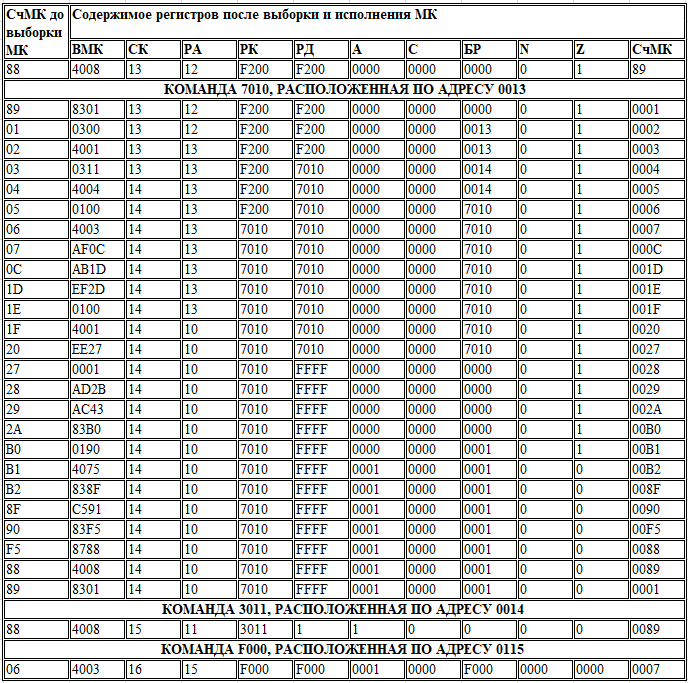 СчМК до выборки МК Содержимое регистров после выборки и исполнения МК
ВМК СК РА РК РД А С БР N Z СчМК
88 4008 13 12 F200 F200 0000 0000 0000 0 1 89
КОМАНДА 7010, РАСПОЛОЖЕННАЯ ПО АДРЕСУ 0013
89 8301 13 12 F200 F200 0000 0000 0000 0 1 0001
01 0300 13 12 F200 F200 0000 0000 0013 0 1 0002
02 4001 13 13 F200 F200 0000 0000 0013 0 1 0003
03 0311 13 13 F200 7010 0000 0000 0014 0 1 0004
04 4004 14 13 F200 7010 0000 0000 0014 0 1 0005
05 0100 14 13 F200 7010 0000 0000 7010 0 1 0006
06 4003 14 13 7010 7010 0000 0000 7010 0 1 0007
07 AF0C 14 13 7010 7010 0000 0000 7010 0 1 000C
0C AB1D 14 13 7010 7010 0000 0000 7010 0 1 001D
1D EF2D 14 13 7010 7010 0000 0000 7010 0 1 001E
1E 0100 14 13 7010 7010 0000 0000 7010 0 1 001F
1F 4001 14 10 7010 7010 0000 0000 7010 0 1 0020
20 EE27 14 10 7010 7010 0000 0000 7010 0 1 0027
27 0001 14 10 7010 FFFF 0000 0000 0000 0 1 0028
28 AD2B 14 10 7010 FFFF 0000 0000 0000 0 1 0029
29 AC43 14 10 7010 FFFF 0000 0000 0000 0 1 002A
2A 83B0 14 10 7010 FFFF 0000 0000 0000 0 1 00B0
B0 0190 14 10 7010 FFFF 0000 0000 0001 0 1 00B1
B1 4075 14 10 7010 FFFF 0001 0000 0001 0 0 00B2
B2 838F 14 10 7010 FFFF 0001 0000 0001 0 0 008F
8F C591 14 10 7010 FFFF 0001 0000 0001 0 0 0090
90 83F5 14 10 7010 FFFF 0001 0000 0001 0 0 00F5
F5 8788 14 10 7010 FFFF 0001 0000 0001 0 0 0088
88 4008 14 10 7010 FFFF 0001 0000 0001 0 0 0089
89 8301 14 10 7010 FFFF 0001 0000 0001 0 0 0001
КОМАНДА 3011, РАСПОЛОЖЕННАЯ ПО АДРЕСУ 0014
88 4008 15 11 3011 1 1 0 0 0 0 0089
КОМАНДА F000, РАСПОЛОЖЕННАЯ ПО АДРЕСУ 0115
06 4003 16 15 F000 F000 0001 0000 F000 0000 0000 0007